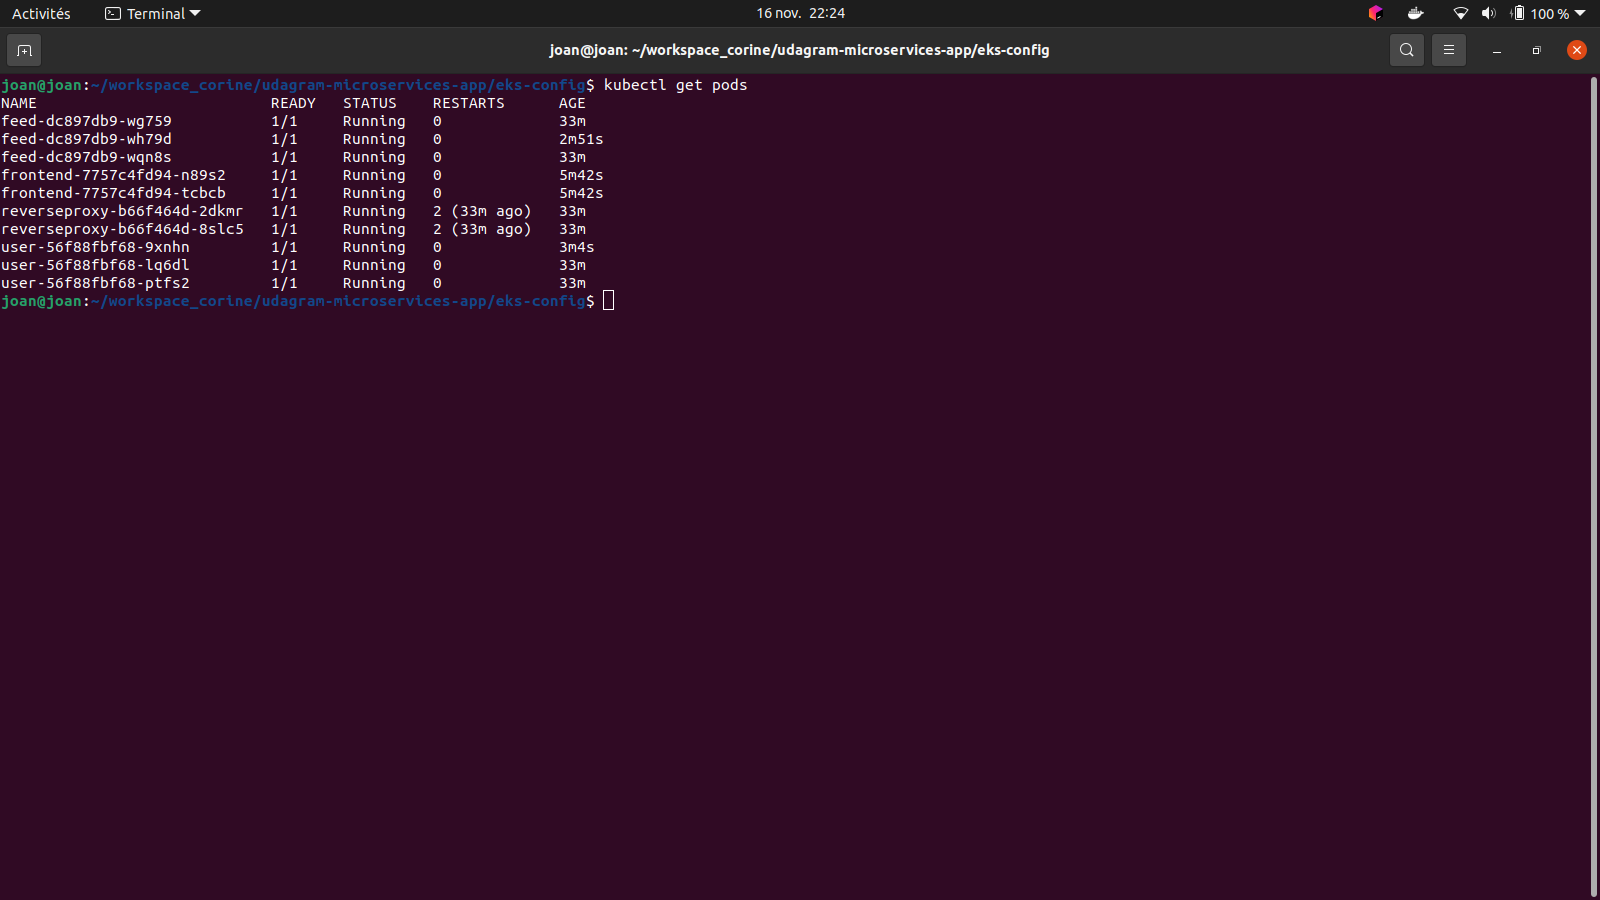 Activités Terminal 16 nov. 22:24 100 %
joan@joan: ~/workspace_corine/udagram-microservices-app/eks-config
joan@joan:~/workspace_corine/udagram-microservices-app/eks-config$ kubectl get pods
NAME READY STATUS RESTARTS AGE
feed-dc897db9-wg759 1/1 Running 0 33m
feed-dc897db9-wh79d 1/1 Running 0 2m51s
feed-dc897db9-wqn8s 1/1 Running 0 33m
frontend-7757c4fd94-n89s2 1/1 Running 0 5m42s
frontend-7757c4fd94-tcbcb 1/1 Running 0 5m42s
reverseproxy-b66f464d-2dkmr 1/1 Running 2 (33m ago) 33m
reverseproxy-b66f464d-8slc5 1/1 Running 2 (33m ago) 33m
user-56f88fbf68-9xnhn 1/1 Running 0 3m4s
user-56f88fbf68-lq6dl 1/1 Running 0 33m
user-56f88fbf68-ptfs2 1/1 Running 0 33m
joan@joan:~/workspace_corine/udagram-microservices-app/eks-config$